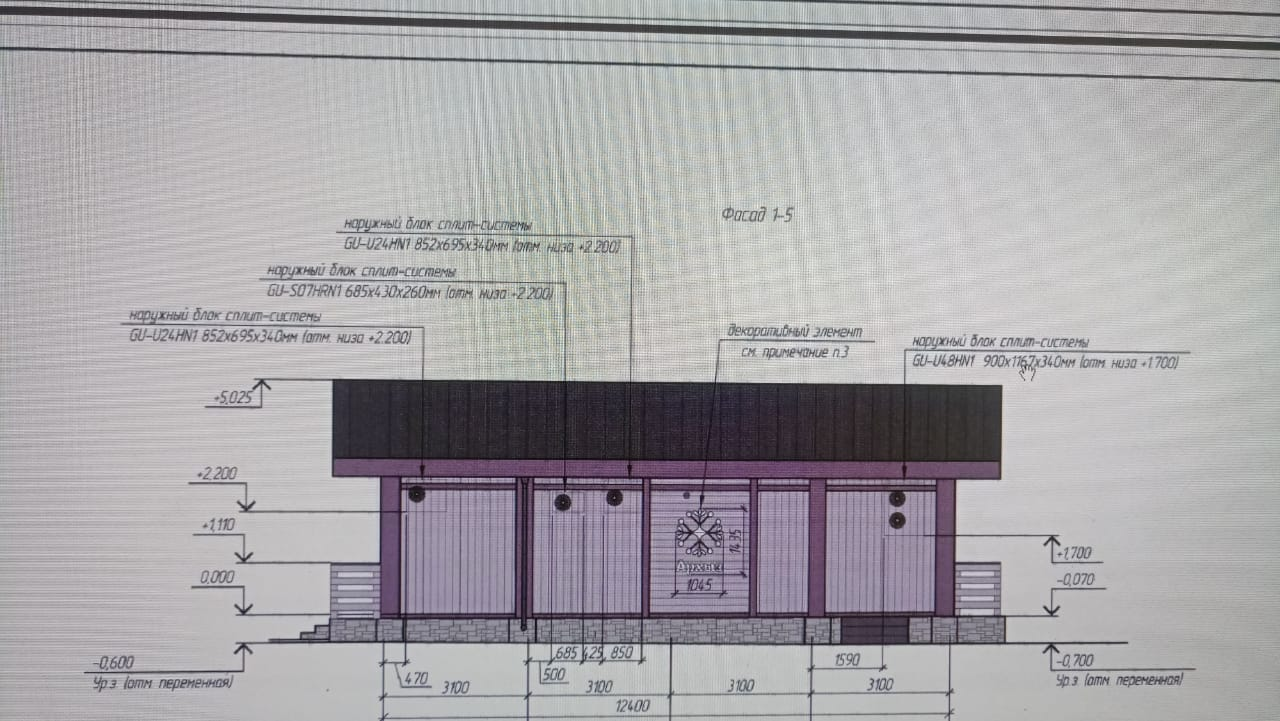 Фасад 1-5
наружный блок сплит-системы
GU-U24HN1 852х695х340мм (отм. низа +2.200)
наружный блок сплит-системы
GU-S07HRN1 685х430х260мм (отм. низа +2.200)
наружный блок сплит-системы
GU-U24HN1 852х695х340мм (отм. низа +2.200)
декоративный элемент
см. примечание п.3
наружный блок сплит-системы
GU-U48HN1 900х1167х340мм (отм. низа +1.700)
+5,025
+2,200
+1,110
0,000
-0,600
Ур.з (отм. переменная)
1435
Архыз
1045
+1,700
-0,070
-0,700
Ур.з (отм. переменная)
470
500
685
425
850
1590
3100
3100
3100
3100
12400